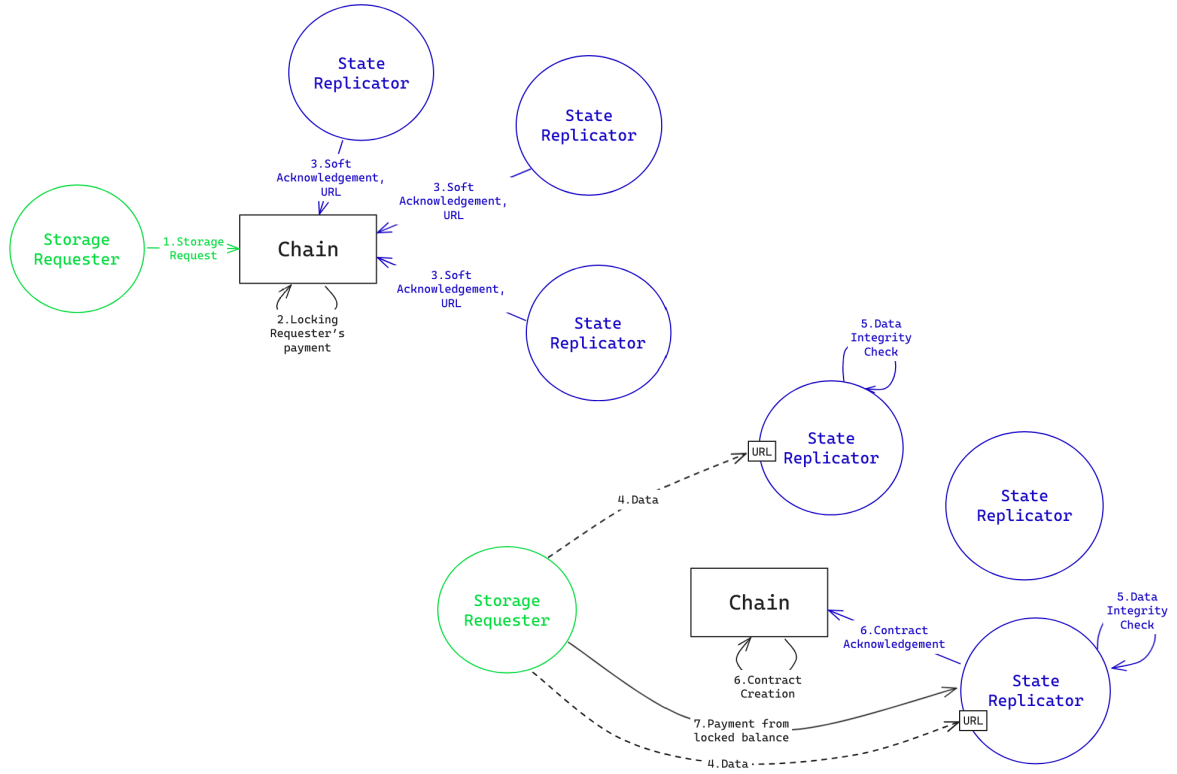 State
Replicator
State
Replicator
3.Soft
Acknowledgement,
URL
3.Soft
Acknowledgement,
URL
Storage
Requester
1.Storage
Request
Chain
3.Soft
Acknowledgement,
URL
2.Locking
Requester's
payment
State
Replicator
5.Data
Integrity
Check
URL
State
Replicator
4.Data
State
Replicator
Storage
Requester
Chain
6.Contract
Acknowledgement
5.Data
Integrity
Check
6.Contract
Creation
State
Replicator
URL
7.Payment from
locked balance
4.Data